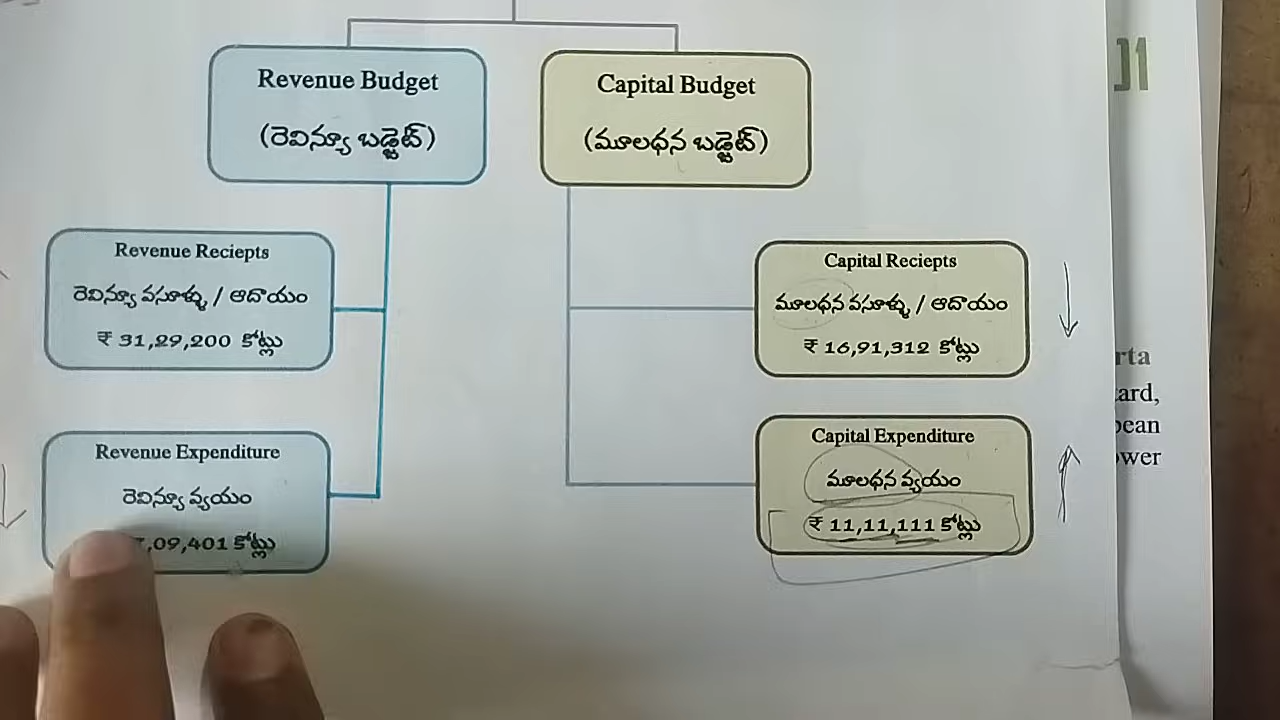 Revenue Budget
(రెవిన్యూ బడ్జెట్)
Capital Budget
(మూలధన బడ్జెట్)
Revenue Reciepts
రెవిన్యూ వసూళ్ళు / ఆదాయం
₹ 31,29,200 కోట్లు
Capital Reciepts
మూలధన వసూళ్ళు / ఆదాయం
₹ 16,91,312 కోట్లు
Revenue Expenditure
రెవిన్యూ వ్యయం
,09,401 కోట్లు
Capital Expenditure
మూలధన వ్యయం
₹ 11,11,111 కోట్లు
rta
ard,
pean
ower